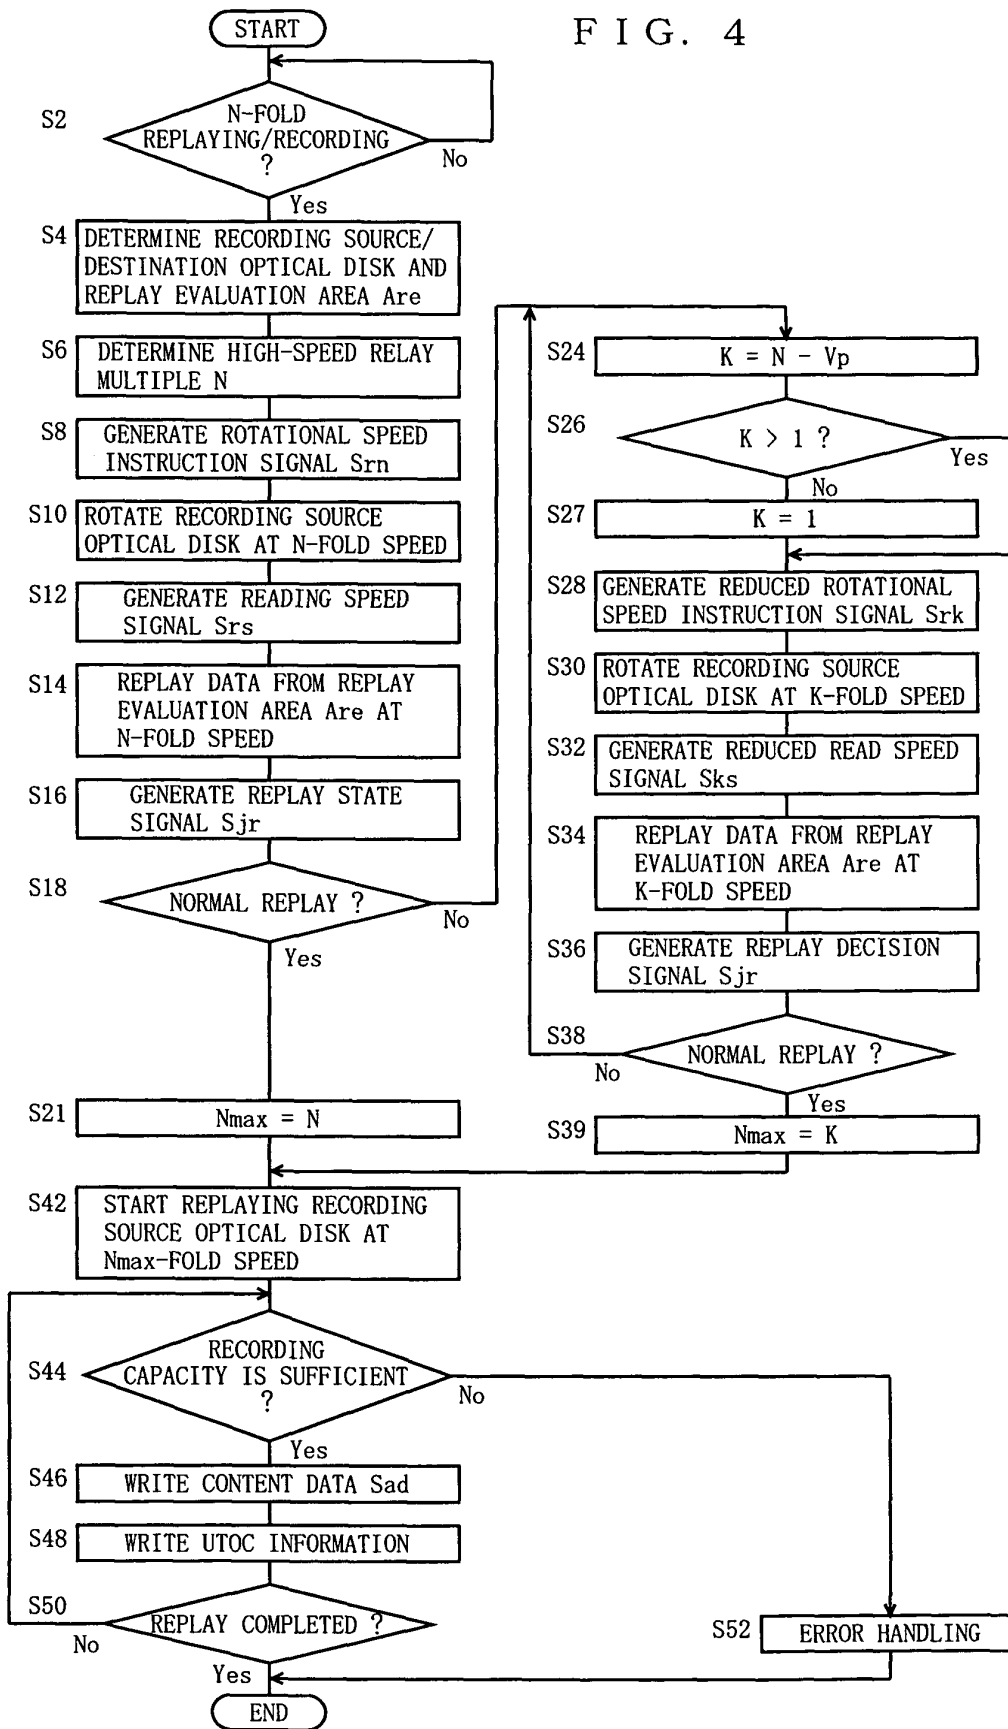 FIG. 4
START
S2
N-FOLD
REPLAYING/RECORDING
?
No
Yes
S4
DETERMINE RECORDING SOURCE/
DESTINATION OPTICAL DISK AND
REPLAY EVALUATION AREA Are
S6
DETERMINE HIGH-SPEED RELAY
MULTIPLE N
S8
GENERATE ROTATIONAL SPEED
INSTRUCTION SIGNAL Srn
S10
ROTATE RECORDING SOURCE
OPTICAL DISK AT N-FOLD SPEED
S12
GENERATE READING SPEED
SIGNAL Srs
S14
REPLAY DATA FROM REPLAY
EVALUATION AREA Are AT
N-FOLD SPEED
S16
GENERATE REPLAY STATE
SIGNAL Sjr
S18
NORMAL REPLAY ?
No
Yes
S21
Nmax = N
S24
K = N - Vp
S26
K > 1 ?
Yes
No
S27
K = 1
S28
GENERATE REDUCED ROTATIONAL
SPEED INSTRUCTION SIGNAL Srk
S30
ROTATE RECORDING SOURCE
OPTICAL DISK AT K-FOLD SPEED
S32
GENERATE REDUCED READ SPEED
SIGNAL Sks
S34
REPLAY DATA FROM REPLAY
EVALUATION AREA Are AT
K-FOLD SPEED
S36
GENERATE REPLAY DECISION
SIGNAL Sjr
S38
NORMAL REPLAY ?
No
Yes
S39
Nmax = K
S42
START REPLAYING RECORDING
SOURCE OPTICAL DISK AT
Nmax-FOLD SPEED
S44
RECORDING
CAPACITY IS SUFFICIENT
?
No
Yes
S46
WRITE CONTENT DATA Sad
S48
WRITE UTOC INFORMATION
S50
REPLAY COMPLETED ?
No
Yes
S52
ERROR HANDLING
END